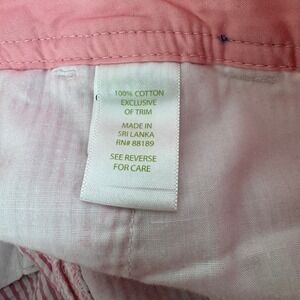 100% COTTON
EXCLUSIVE
OF TRIM
MADE IN
SRI LANKA
RN# 88189
SEE REVERSE
FOR CARE